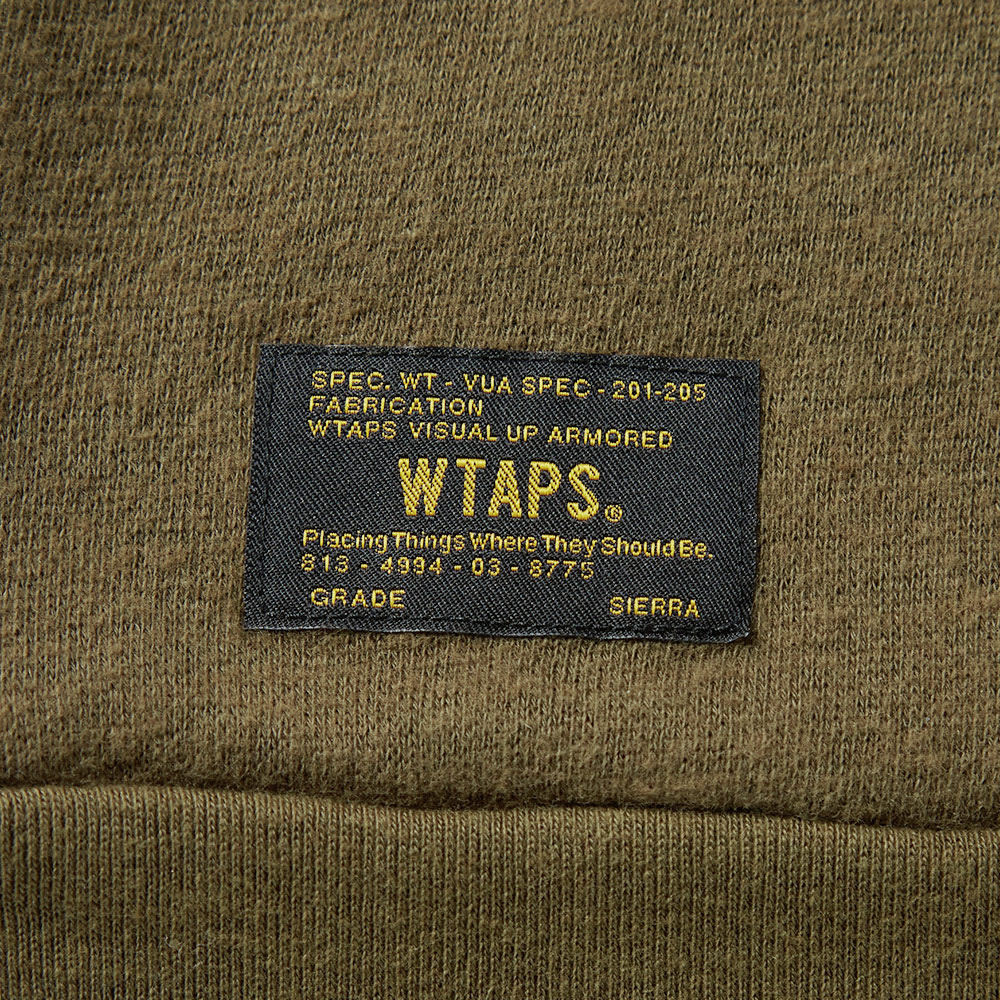 SPEC. WT - VUA SPEC - 201-205
FABRICATION
WTAPS VISUAL UP ARMORED
WTAPS.®
Placing Things Where They Should Be.
813 - 4994 - 03 - 8775
GRADE SIERRA